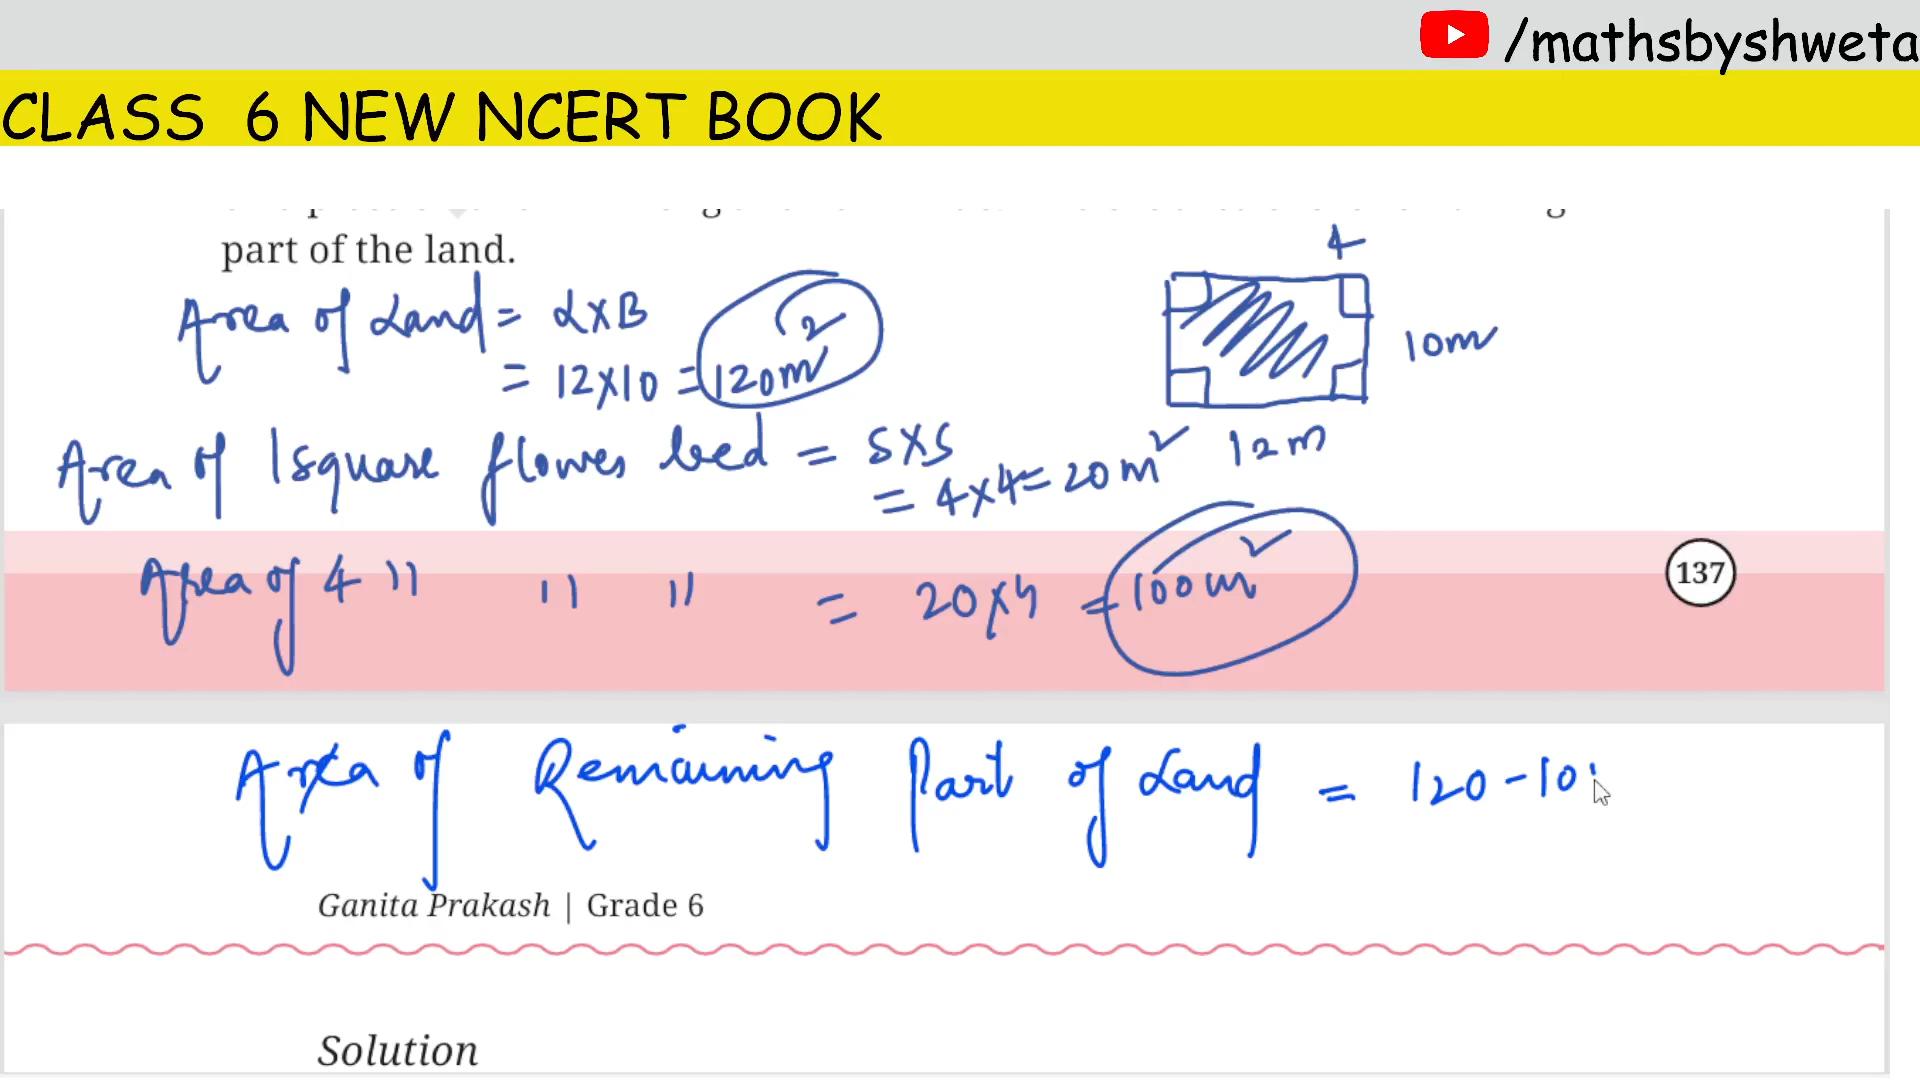 /mathsbyshweta
CLASS 6 NEW NCERT BOOK
part of the land.
4
Area of Land = L×B
= 12×10 = 120m²
10m
12m
Area of 1 square flower bed = S×S
= 4×4 = 20m²
Area of 4 " " " = 20×4 = 100m²
137
Area of Remaining Part of Land = 120-10
Ganita Prakash | Grade 6
Solution